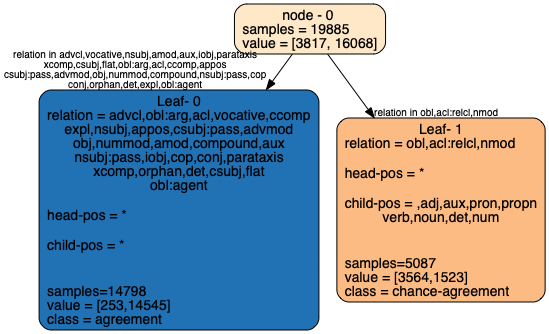 node - 0
samples = 19885
value = [3817, 16068]
relation in advcl,vocative,nsubj,amod,aux,iobj,parataxis
xcomp,csubj,flat,obl:arg,acl,ccomp,appos
csubj:pass,advmod,obj,nummod,compound,nsubj:pass,cop
conj,orphan,det,expl,obl:agent
relation in obl,acl:relcl,nmod
Leaf- 0
relation = advcl,obl:arg,acl,vocative,ccomp
expl,nsubj,appos,csubj:pass,advmod
obj,nummod,amod,compound,aux
nsubj:pass,iobj,cop,conj,parataxis
xcomp,orphan,det,csubj,flat
obl:agent
head-pos = *
child-pos = *
samples=14798
value = [253,14545]
class = agreement
Leaf- 1
relation = obl,acl:relcl,nmod
head-pos = *
child-pos = ,adj,aux,pron,propn
verb,noun,det,num
samples=5087
value = [3564,1523]
class = chance-agreement